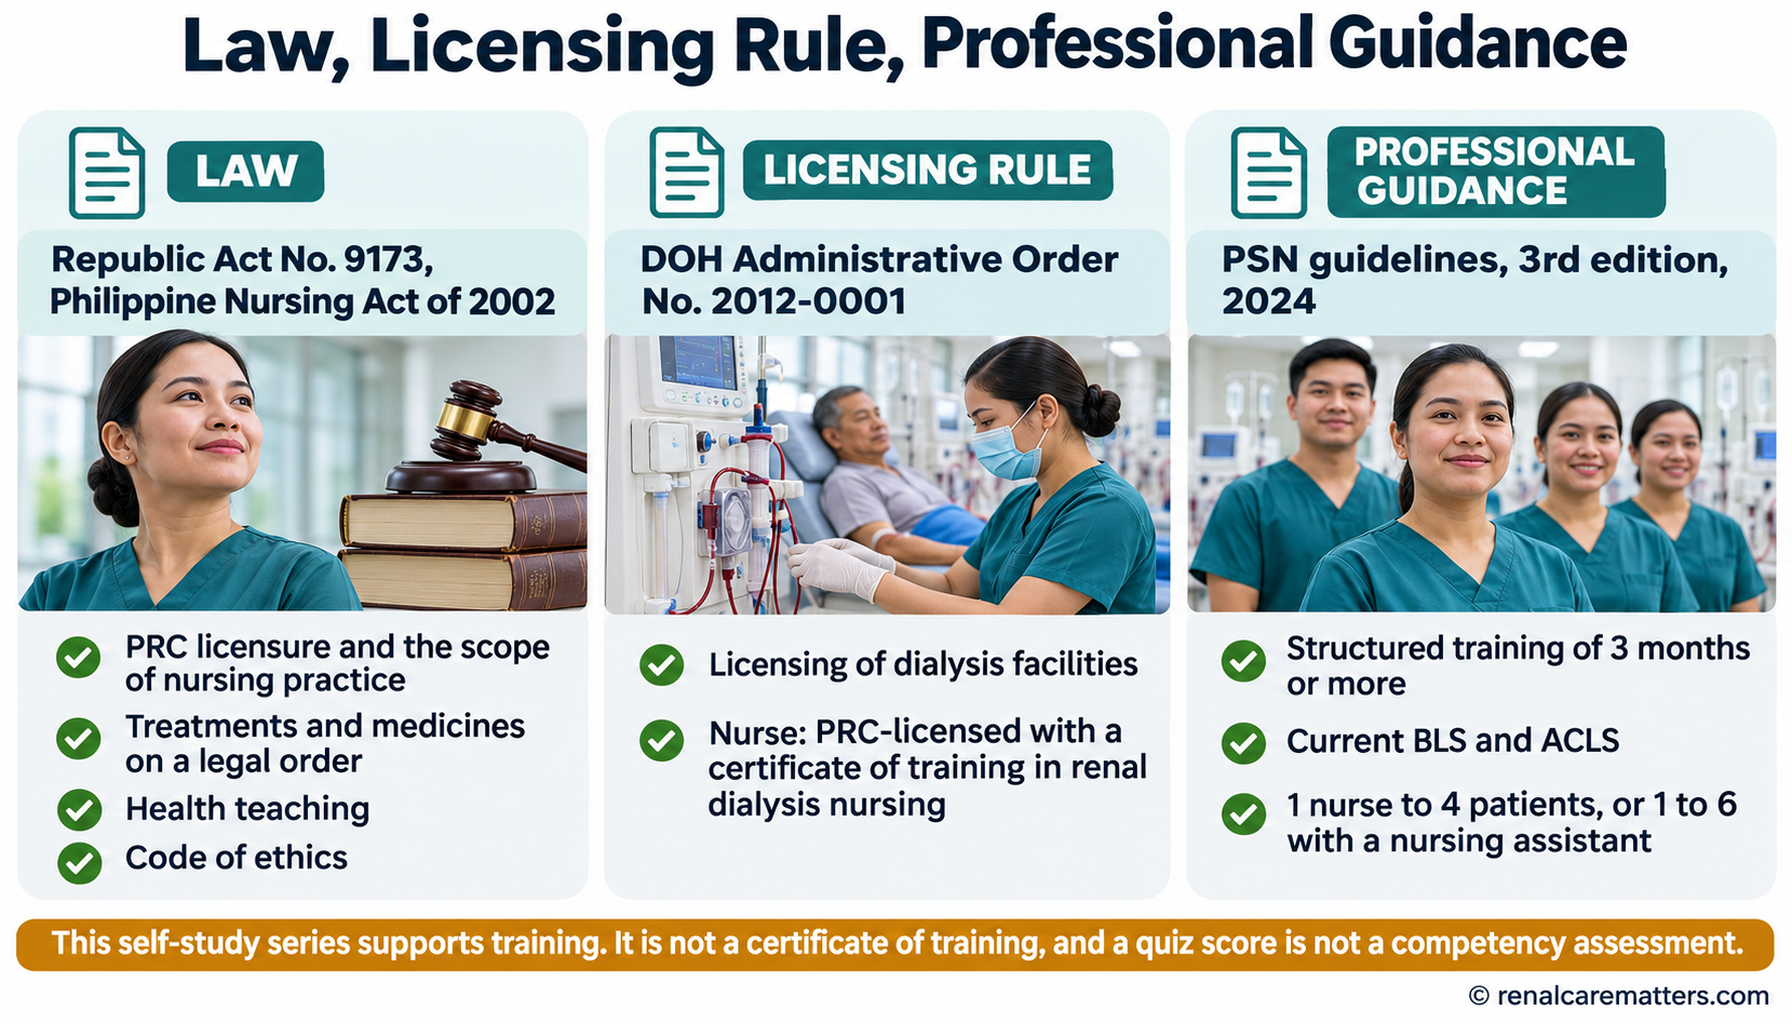 Law, Licensing Rule, Professional Guidance
LAW
Republic Act No. 9173,
Philippine Nursing Act of 2002
PRC licensure and the scope
of nursing practice
Treatments and medicines
on a legal order
Health teaching
Code of ethics
LICENSING RULE
DOH Administrative Order
No. 2012-0001
Licensing of dialysis facilities
Nurse: PRC-licensed with a
certificate of training in renal
dialysis nursing
PROFESSIONAL
GUIDANCE
PSN guidelines, 3rd edition,
2024
Structured training of 3 months
or more
Current BLS and ACLS
1 nurse to 4 patients, or 1 to 6
with a nursing assistant
This self-study series supports training. It is not a certificate of training, and a quiz score is not a competency assessment.
© renalcarematters.com